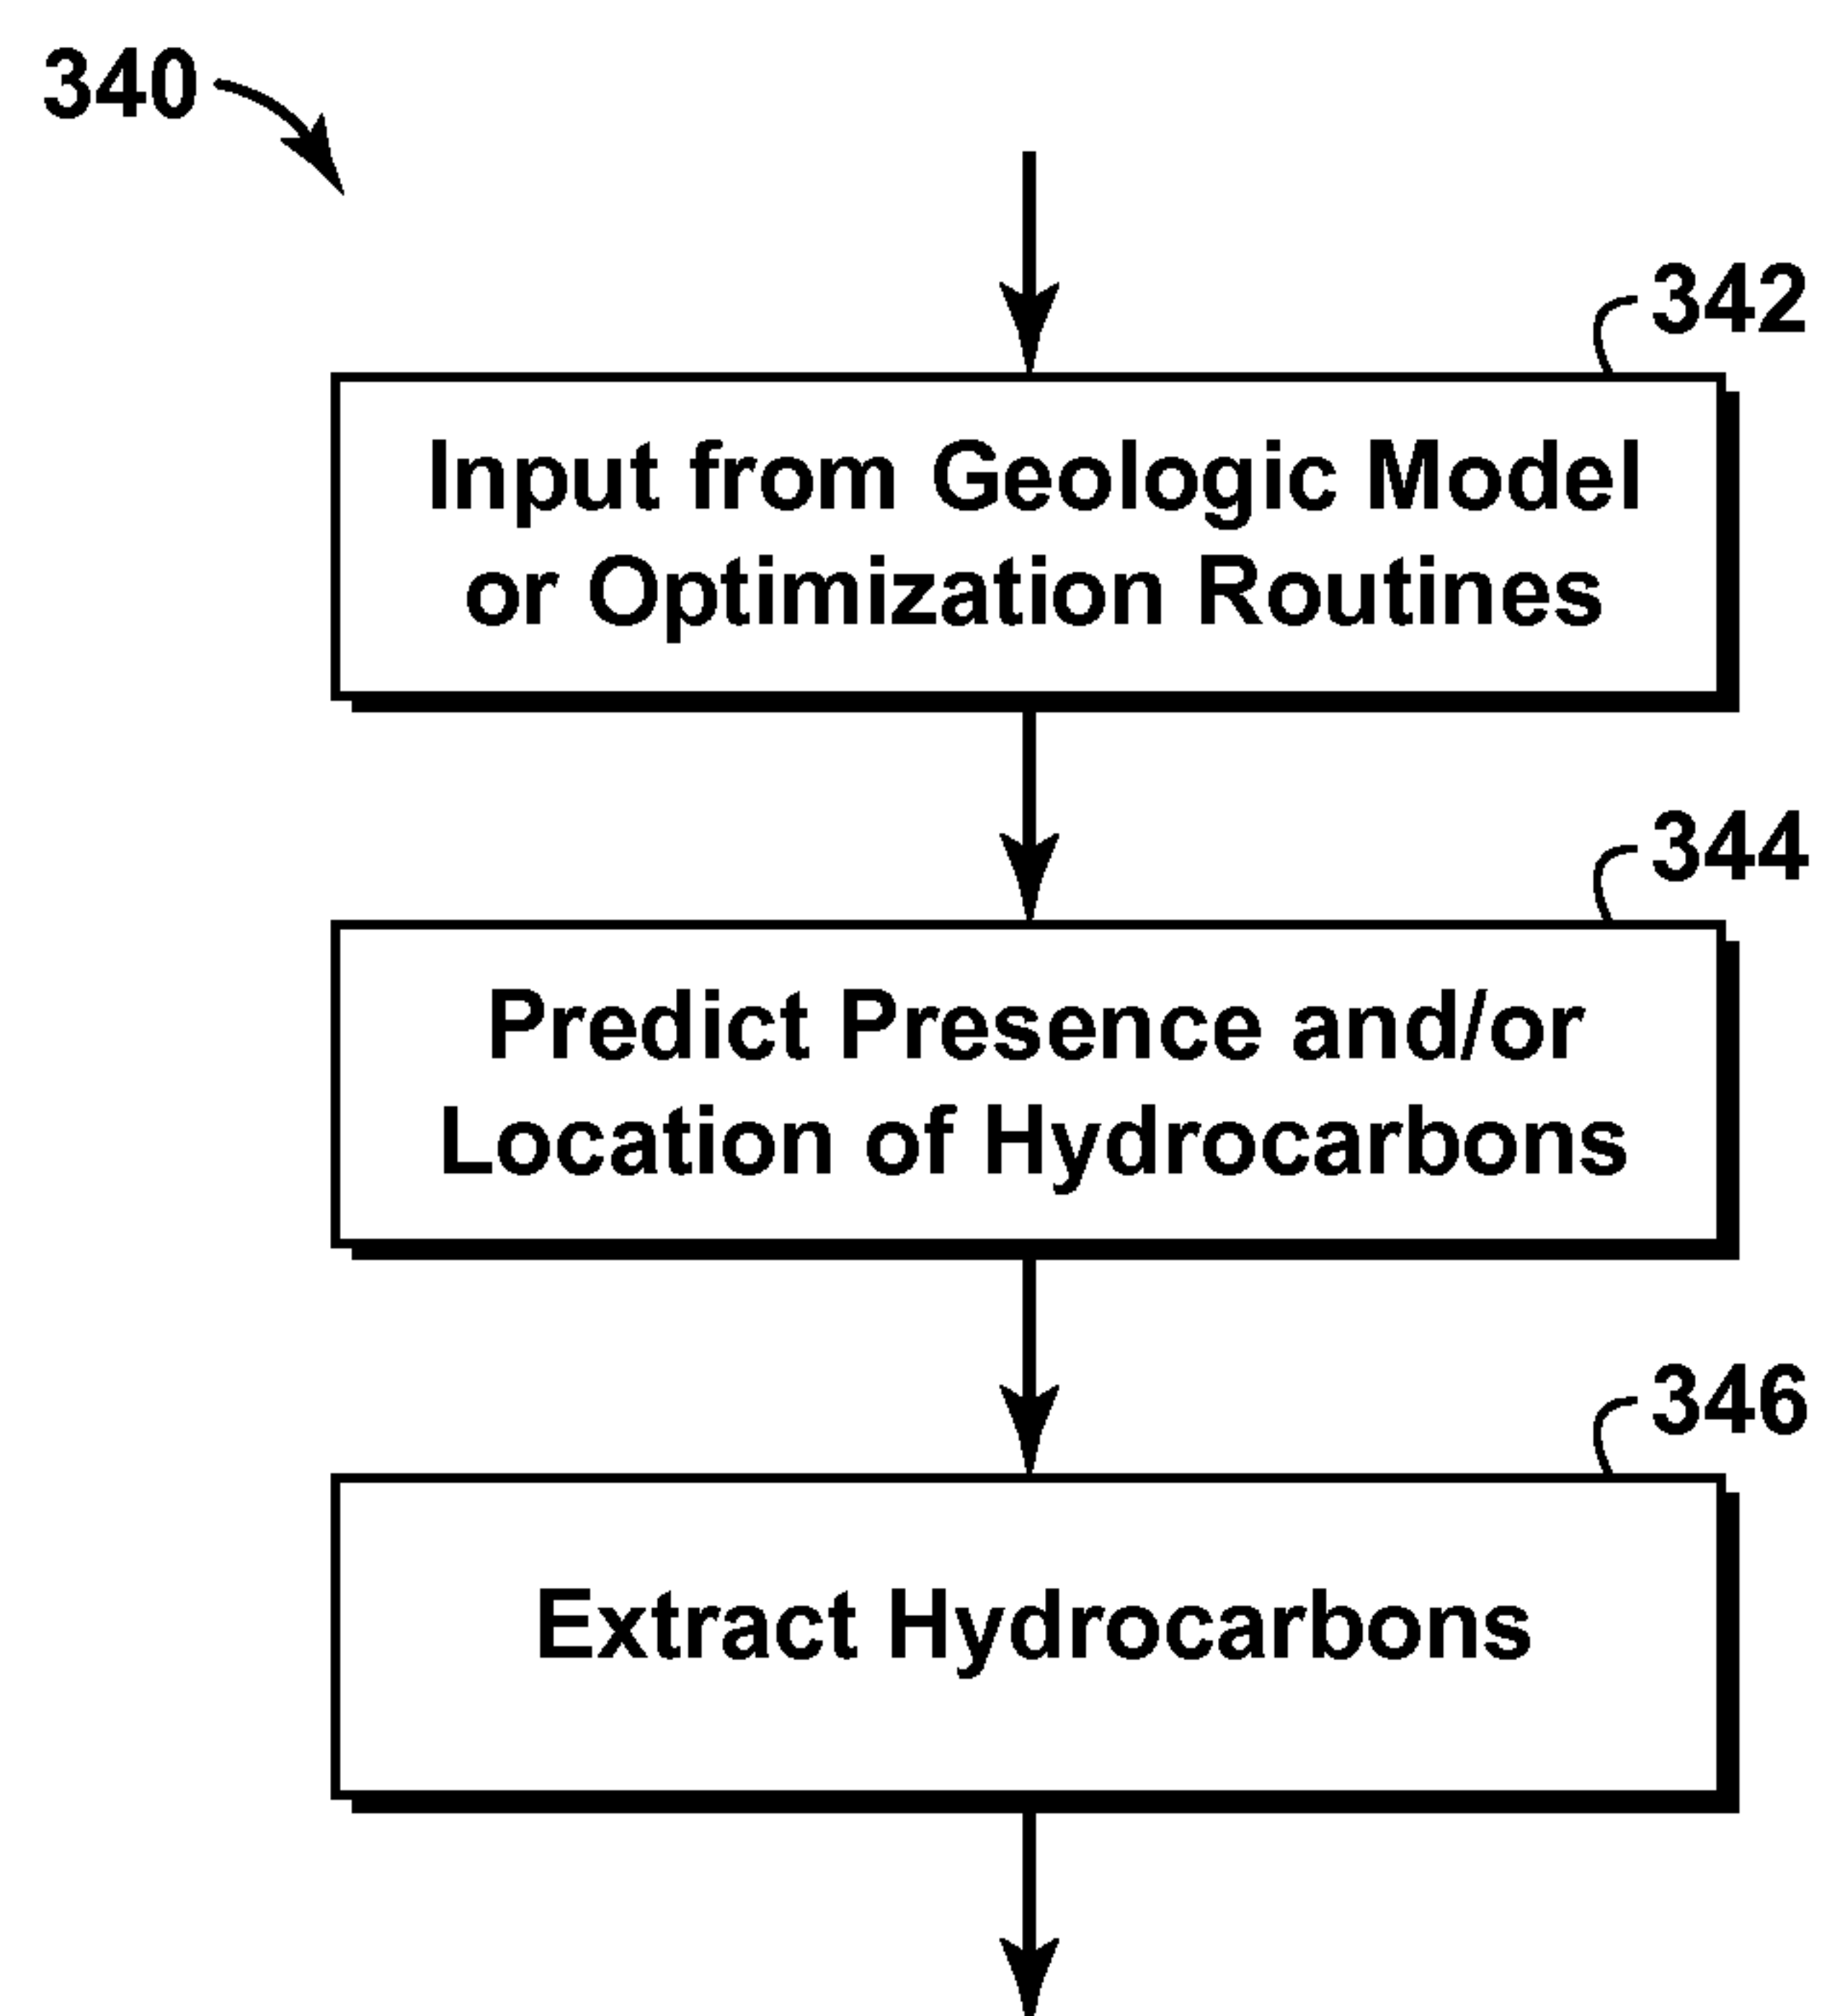 340
342
Input from Geologic Model
or Optimization Routines
344
Predict Presence and/or
Location of Hydrocarbons
346
Extract Hydrocarbons